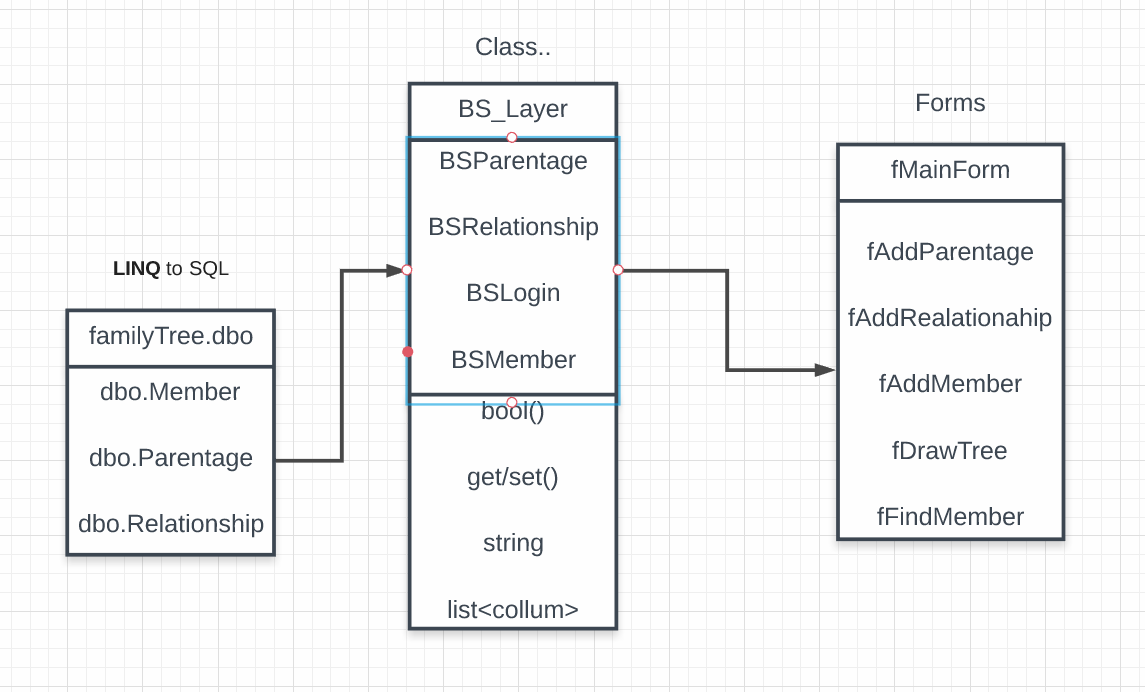 Class..
BS_Layer
BSParentage
BSRelationship
BSLogin
BSMember
bool()
get/set()
string
list<collum>
Forms
fMainForm
fAddParentage
fAddRealationahip
fAddMember
fDrawTree
fFindMember
LINQ to SQL
familyTree.dbo
dbo.Member
dbo.Parentage
dbo.Relationship